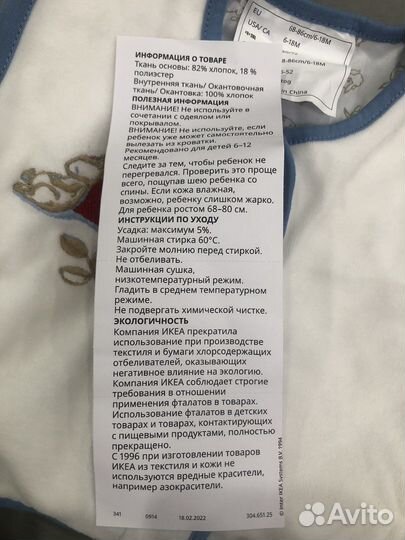 EU
68-86cm/6-18M
USA/ CA
6-18M
68-86cm/6-18M
in China
ИНФОРМАЦИЯ О ТОВАРЕ
Ткань основы: 82% хлопок, 18 %
полиэстер
Внутренняя ткань/ Окантовочная
ткань/ Окантовка: 100% хлопок
ПОЛЕЗНАЯ ИНФОРМАЦИЯ
ВНИМАНИЕ! Не используйте в
сочетании с одеялом или
покрывалом.
ВНИМАНИЕ! Не используйте, если
ребенок уже может самостоятельно
вылезать из кроватки.
Рекомендовано для детей 6–12
месяцев.
Следите за тем, чтобы ребенок не
перегревался. Проверить это проще
всего, пощупав шею ребенка со
спины. Если кожа влажная,
возможно, ребенку слишком жарко.
Для ребенка ростом 68–80 см.
ИНСТРУКЦИИ ПО УХОДУ
Усадка: максимум 5%.
Машинная стирка 60°C.
Закройте молнию перед стиркой.
Не отбеливать.
Машинная сушка,
низкотемпературный режим.
Гладить в среднем температурном
режиме.
Не подвергать химической чистке.
ЭКОЛОГИЧНОСТЬ
Компания ИКЕА прекратила
использование при производстве
текстиля и бумаги хлорсодержащих
отбеливателей, оказывающих
негативное влияние на экологию.
Компания ИКЕА соблюдает строгие
требования в отношении
применения фталатов в товарах.
Использование фталатов в детских
товарах и товарах, контактирующих
с пищевыми продуктами, полностью
прекращено.
С 1996 при изготовлении товаров
ИКЕА из текстиля и кожи не
используются вредные красители,
например азокрасители.
341 0914 18.02.2022 304.651.25
© Inter IKEA Systems B.V. 1994
Avito